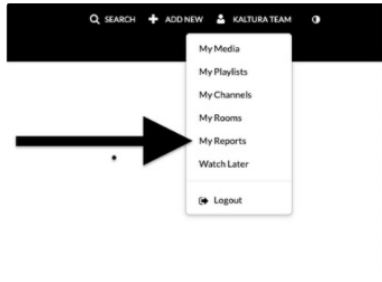 SEARCH ADD NEW KALTURA TEAM
My Media
My Playlists
My Channels
My Rooms
My Reports
Watch Later
Logout